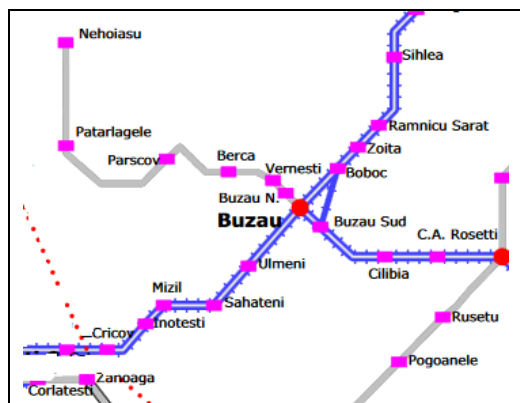 Nehoiasu
Sihlea
Patarlagele
Ramnicu Sarat
Parscov
Berca
Zoita
Vernesti
Boboc
Buzau N.
Buzau
Buzau Sud
C.A. Rosetti
Ulmeni
Cilibia
Mizil
Sahateni
Inotesti
Rusetu
Cricov
Pogoanele
Zanoaga
Corlatesti